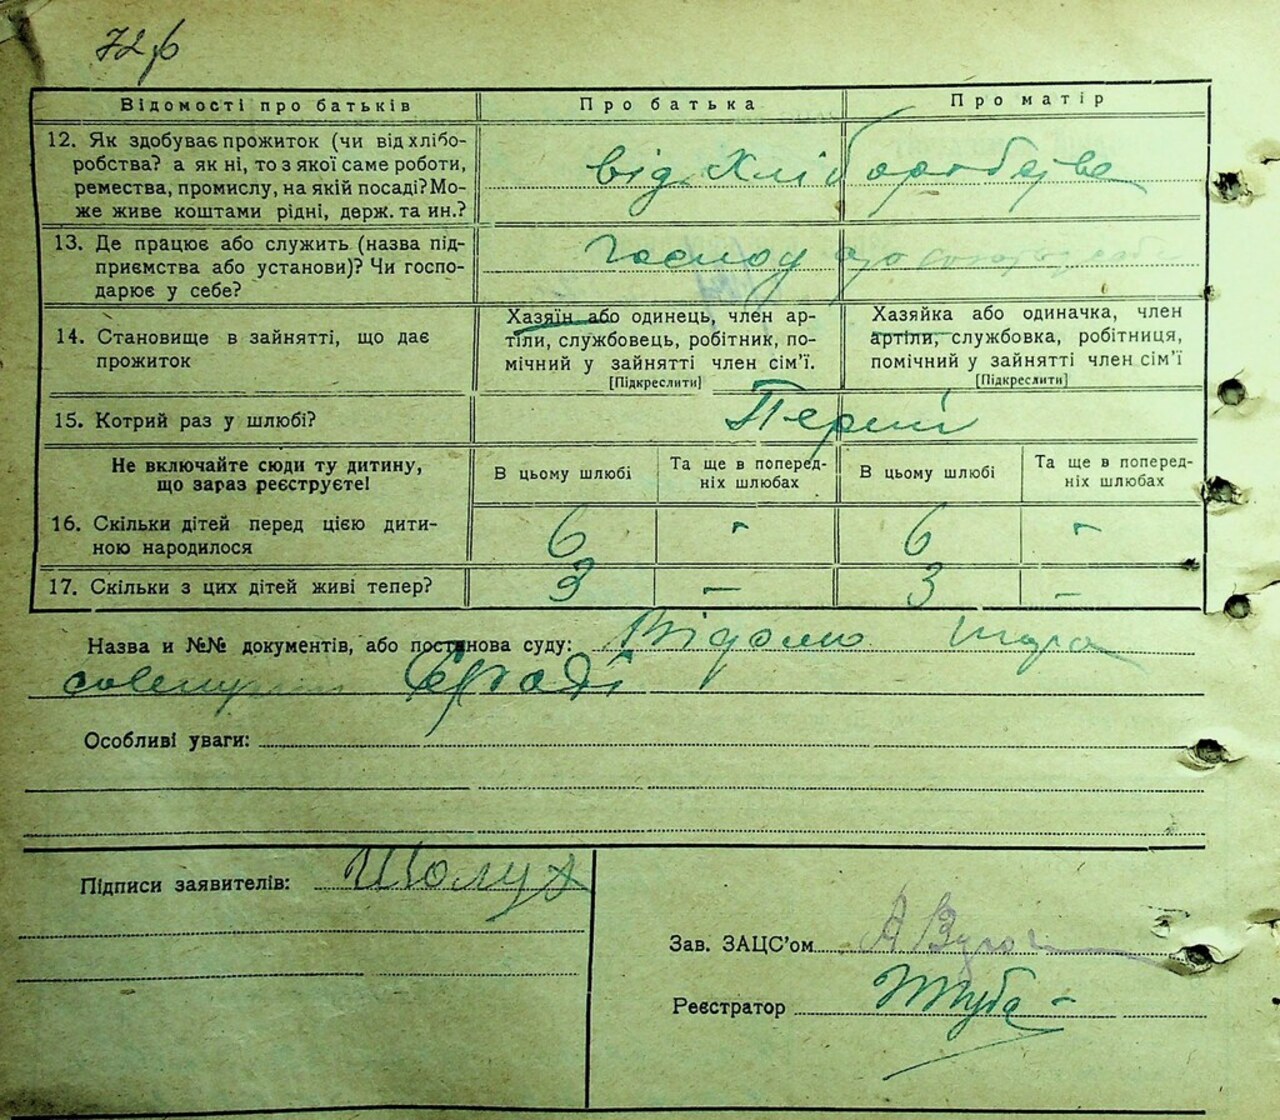 72 б
Відомості про батьків Про батька Про матір
12. Як здобуває прожиток (чи від хлібо-
робства? а як ні, то з якої саме роботи,
ремества, промислу, на якій посаді? Мо-
же живе коштами рідні, держ. та ин.?
від Хліборобства
13. Де працює або служить (назва під-
приємства або установи)? Чи госпо-
дарює у себе?
14. Становище в зайнятті, що дає
прожиток
Хазяїн або одинець, член ар-
тіли, службовець, робітник, по-
мічний у зайнятті член сім'ї.
[Підкреслити]
Хазяйка або одиначка, член
артіли, службовка, робітниця,
помічний у зайнятті член сім'ї
[Підкреслити]
15. Котрий раз у шлюбі? Перший
Не включайте сюди ту дитину,
що зараз реєструєте!
В цьому шлюбі
Та ще в поперед-
ніх шлюбах
В цьому шлюбі
Та ще в поперед-
ніх шлюбах
16. Скільки дітей перед цією дити-
ною народилося
6 - 6 -
17. Скільки з цих дітей живі тепер? 3 — 3 –
Назва и №№ документів, або постанова суду: Відомо
Особливі уваги:
Підписи заявителів: Шолух
Зав. ЗАЦС'ом
Реєстратор